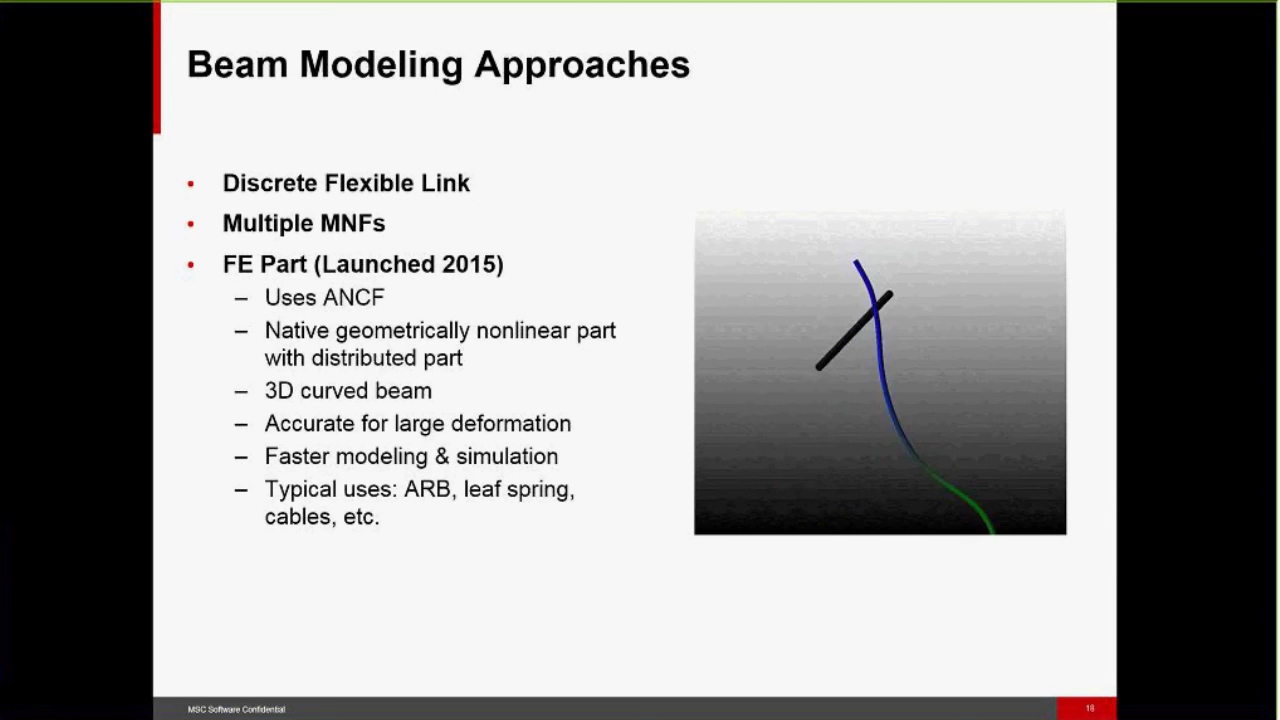 Beam Modeling Approaches
• Discrete Flexible Link
• Multiple MNFs
• FE Part (Launched 2015)
– Uses ANCF
– Native geometrically nonlinear part
with distributed part
– 3D curved beam
– Accurate for large deformation
– Faster modeling & simulation
– Typical uses: ARB, leaf spring,
cables, etc.
MSC Software Confidential
18